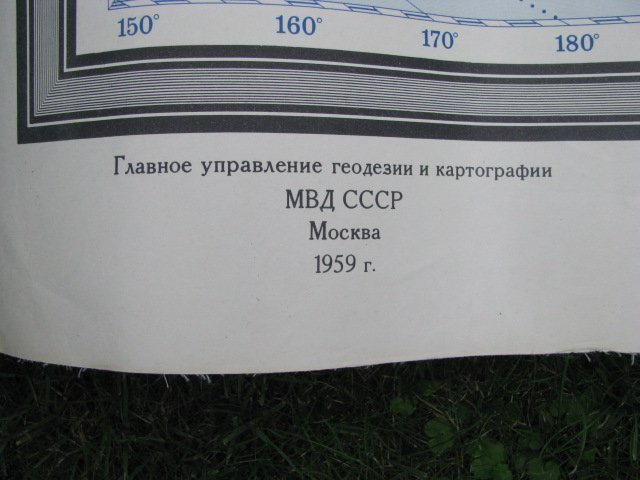 150° 160° 170° 180°
Главное управление геодезии и картографии
МВД СССР
Москва
1959 г.